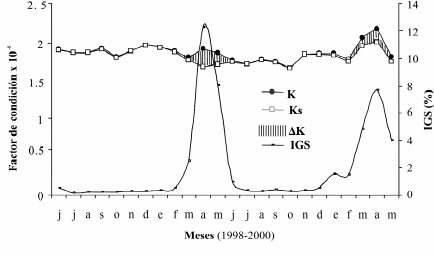 2. 5
2
1.5
1
0.5
0
Factor de condición x 10⁻⁵
14
12
10
8
6
4
2
0
IGS (%)
K
Ks
ΔK
IGS
j j a s o n d e f m a m j j a s o n d e f m a m
Meses (1998-2000)